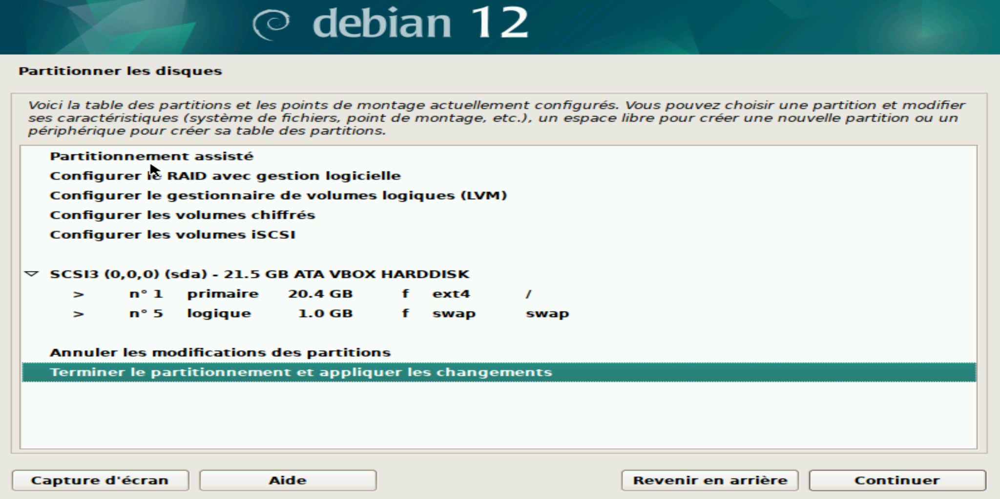 debian 12
Partitionner les disques
Voici la table des partitions et les points de montage actuellement configurés. Vous pouvez choisir une partition et modifier
ses caractéristiques (système de fichiers, point de montage, etc.), un espace libre pour créer une nouvelle partition ou un
périphérique pour créer sa table des partitions.
Partitionnement assisté
Configurer le RAID avec gestion logicielle
Configurer le gestionnaire de volumes logiques (LVM)
Configurer les volumes chiffrés
Configurer les volumes iSCSI
SCSI3 (0,0,0) (sda) - 21.5 GB ATA VBOX HARDDISK
> n° 1 primaire 20.4 GB f ext4 /
> n° 5 logique 1.0 GB f swap swap
Annuler les modifications des partitions
Terminer le partitionnement et appliquer les changements
Capture d'écran Aide Revenir en arrière Continuer